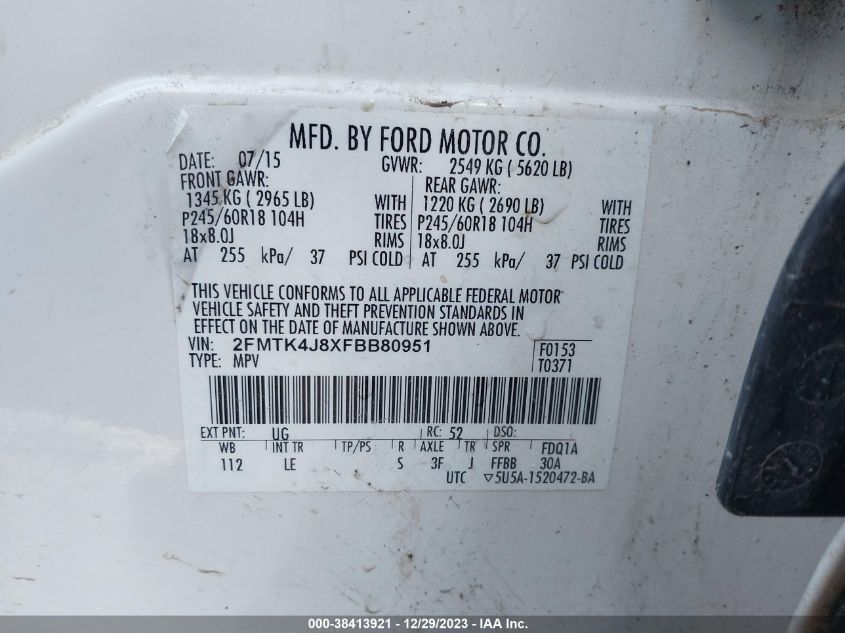 MFD. BY FORD MOTOR CO.
DATE: 07/15 GVWR: 2549 KG ( 5620 LB)
FRONT GAWR: REAR GAWR:
1345 KG ( 2965 LB) WITH 1220 KG ( 2690 LB) WITH
P245/60R18 104H TIRES P245/60R18 104H TIRES
18x8.0J RIMS 18x8.0J RIMS
AT 255 kPa/ 37 PSI COLD AT 255 kPa/ 37 PSI COLD
THIS VEHICLE CONFORMS TO ALL APPLICABLE FEDERAL MOTOR
VEHICLE SAFETY AND THEFT PREVENTION STANDARDS IN
EFFECT ON THE DATE OF MANUFACTURE SHOWN ABOVE.
VIN: 2FMTK4J8XFBB80951 F0153
TYPE: MPV T0371
EXT PNT: UG RC: 52 DSO:
WB INT TR TP/PS R AXLE TR SPR FDQ1A
112 LE S 3F J FFBB 30A
UTC ▽5U5A-1520472-BA
000-38413921 - 12/29/2023 - IAA Inc.